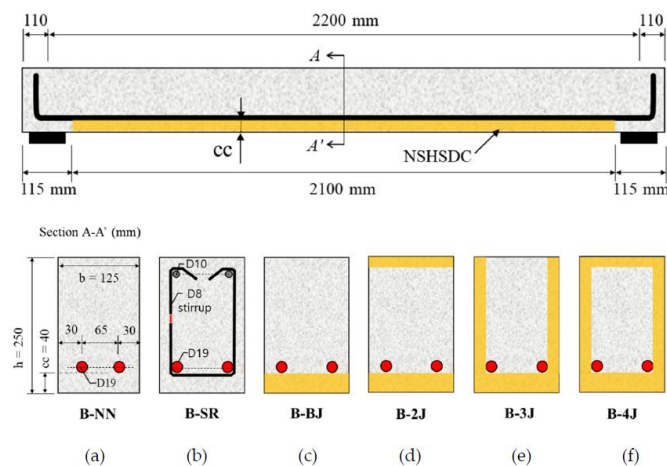 110 2200 mm 110
A
cc
A'
NSHSDC
115 mm 2100 mm 115 mm
Section A-A' (mm)
h = 250
b = 125
30 65 30
cc = 40
D19
D10
D8
stirrup
D19
B-NN B-SR B-BJ B-2J B-3J B-4J
(a) (b) (c) (d) (e) (f)